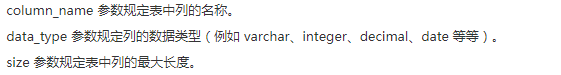 column_name 参数规定表中列的名称。
data_type 参数规定列的数据类型（例如 varchar、integer、decimal、date 等等）。
size 参数规定表中列的最大长度。